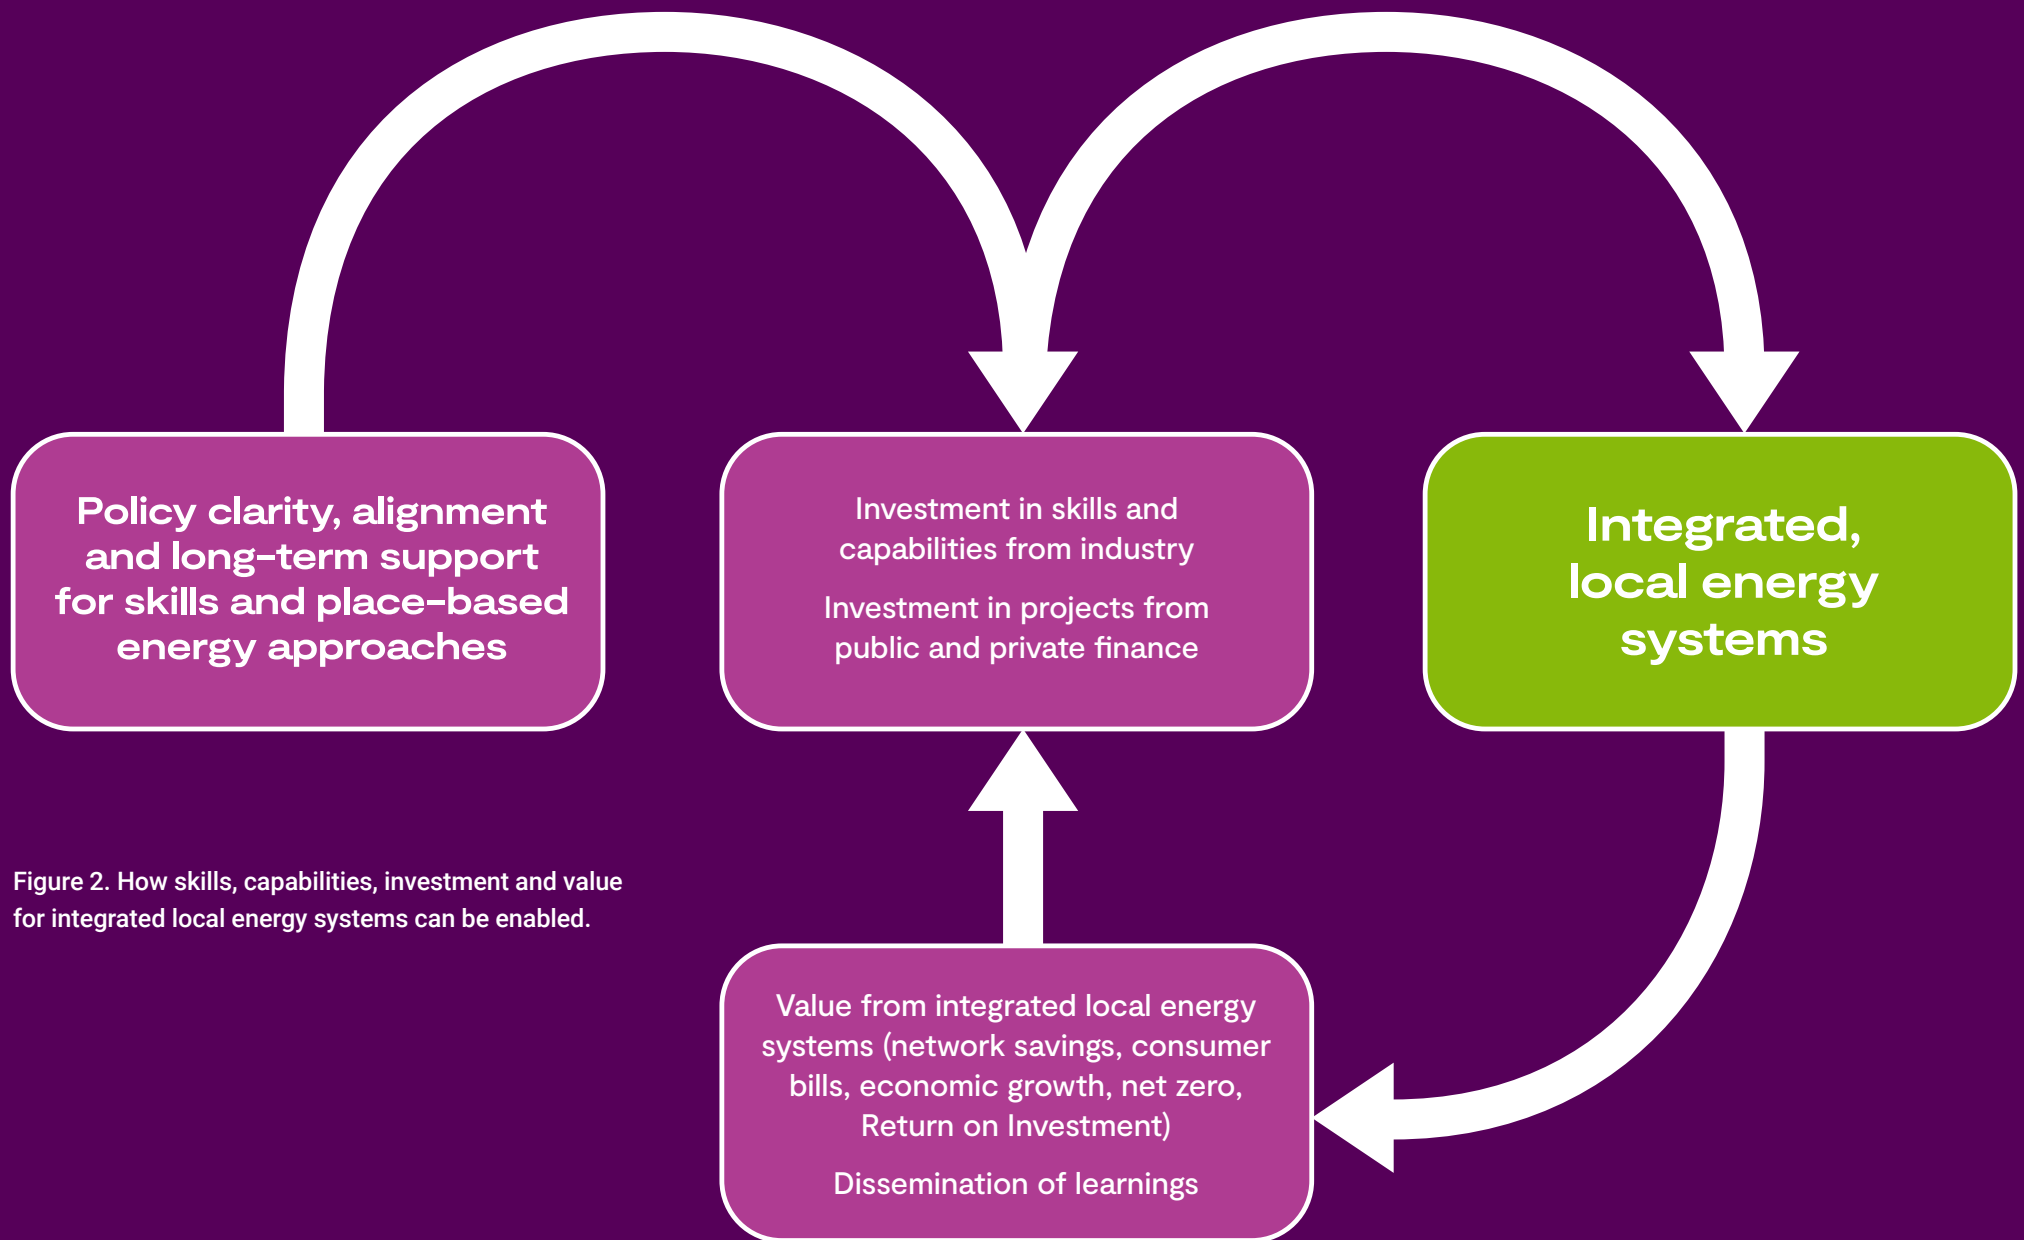 Policy clarity, alignment
and long-term support
for skills and place-based
energy approaches
Investment in skills and
capabilities from industry
Investment in projects from
public and private finance
Integrated,
local energy
systems
Figure 2. How skills, capabilities, investment and value
for integrated local energy systems can be enabled.
Value from integrated local energy
systems (network savings, consumer
bills, economic growth, net zero,
Return on Investment)
Dissemination of learnings